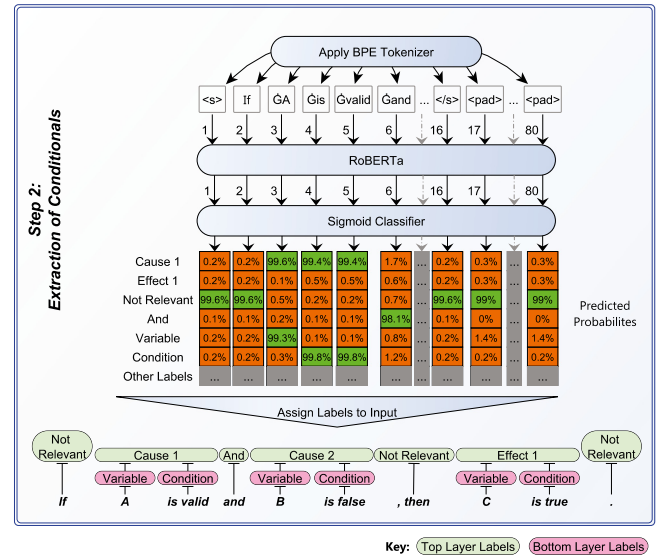 Step 2:
Extraction of Conditionals
Apply BPE Tokenizer
<s> If ĠA Ġis Ġvalid Ġand ... </s> <pad> ... <pad>
1 2 3 4 5 6 16 17 80
RoBERTa
1 2 3 4 5 6 16 17 80
Sigmoid Classifier
Cause 1 0.2% 0.2% 99.6% 99.4% 99.4% 1.7% ... 0.2% 0.3% ... 0.3%
Effect 1 0.2% 0.2% 0.1% 0.5% 0.5% 0.6% ... 0.2% 0.3% ... 0.3%
Not Relevant 99.6% 99.6% 0.5% 0.2% 0.2% 0.7% ... 99.6% 99% ... 99%
And 0.1% 0.1% 0.2% 0.1% 0.1% 98.1% ... 0.1% 0% ... 0%
Variable 0.2% 0.2% 99.3% 0.1% 0.1% 0.8% ... 0.2% 1.4% ... 1.4%
Condition 0.2% 0.2% 0.3% 99.8% 99.8% 1.2% ... 0.2% 0.2% ... 0.2%
Other Labels ... ... ... ... ... ... ... ... ... ...
Predicted
Probabilites
Assign Labels to Input
Not
Relevant
Cause 1 And Cause 2 Not Relevant Effect 1
Not
Relevant
Variable Condition Variable Condition Variable Condition
If A is valid and B is false , then C is true .
Key: Top Layer Labels Bottom Layer Labels